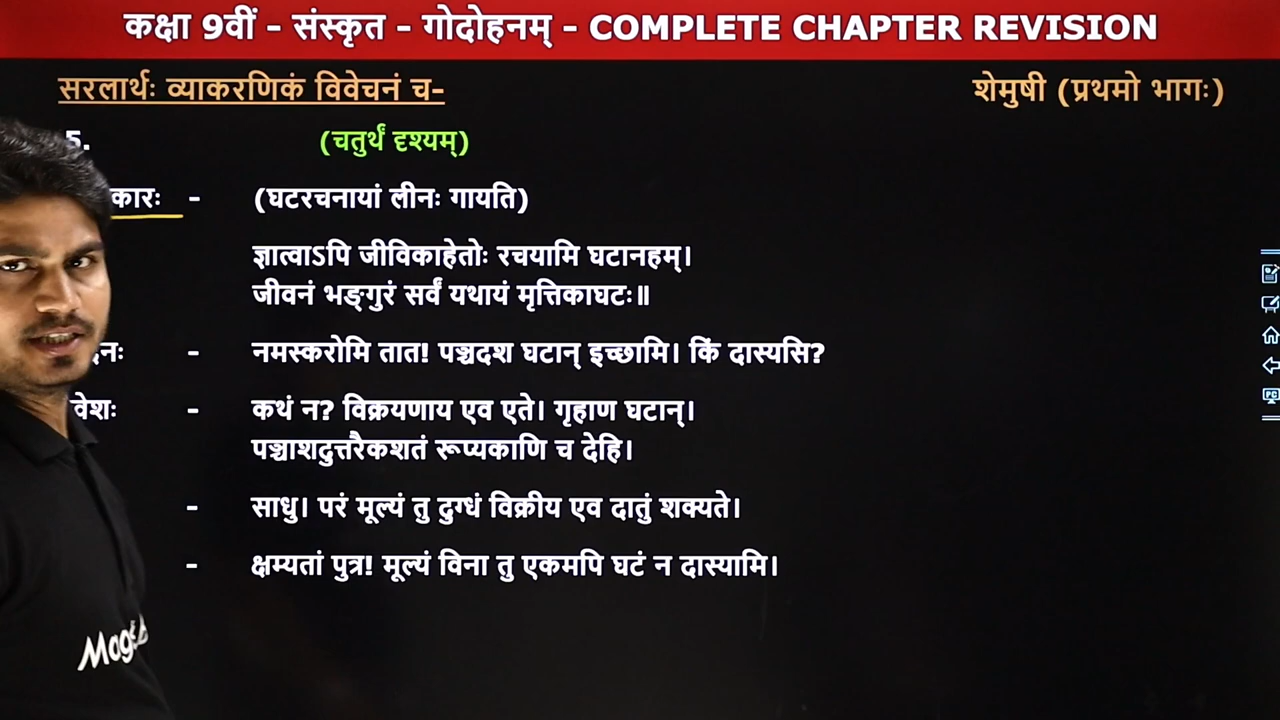 कक्षा 9वीं - संस्कृत - गोदोहनम् - COMPLETE CHAPTER REVISION
सरलार्थः व्याकरणिकं विवेचनं च-
शेमुषी (प्रथमो भागः)
5.
(चतुर्थं दृश्यम्)
कारः - (घटरचनायां लीनः गायति)
ज्ञात्वाऽपि जीविकाहेतोः रचयामि घटानहम्।
जीवनं भङ्गुरं सर्वं यथायं मृत्तिकाघटः॥
- नमस्करोमि तात! पञ्चदश घटान् इच्छामि। किं दास्यसि?
वेशः - कथं न? विक्रयणाय एव एते। गृहाण घटान्।
पञ्चाशदुत्तरैकशतं रूप्यकाणि च देहि।
- साधु। परं मूल्यं तु दुग्धं विक्रीय एव दातुं शक्यते।
- क्षम्यतां पुत्र! मूल्यं विना तु एकमपि घटं न दास्यामि।